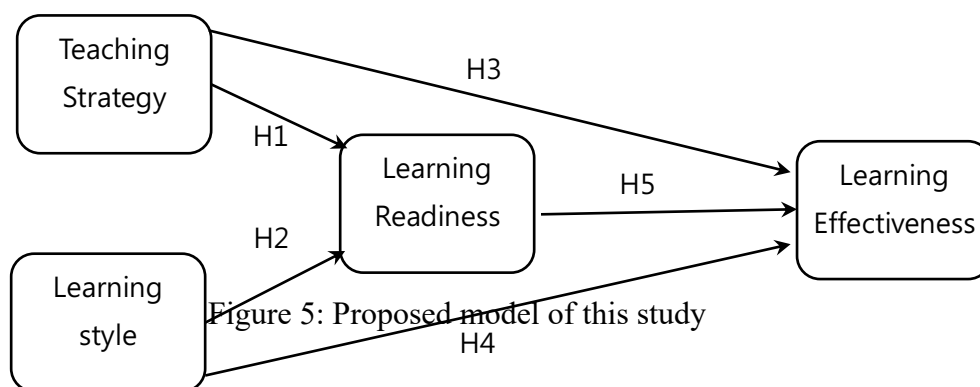 Teaching
Strategy
H3
H1
Learning
Readiness
H5
Learning
Effectiveness
H2
Learning
style
Figure 5: Proposed model of this study
H4